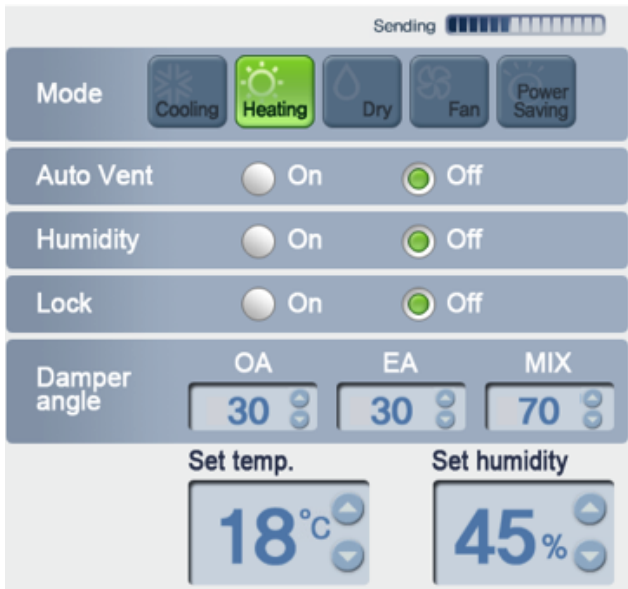 Sending
Mode Cooling Heating Dry Fan Power Saving
Auto Vent On Off
Humidity On Off
Lock On Off
Damper angle
OA EA MIX
30 30 70
Set temp. Set humidity
18°C 45%